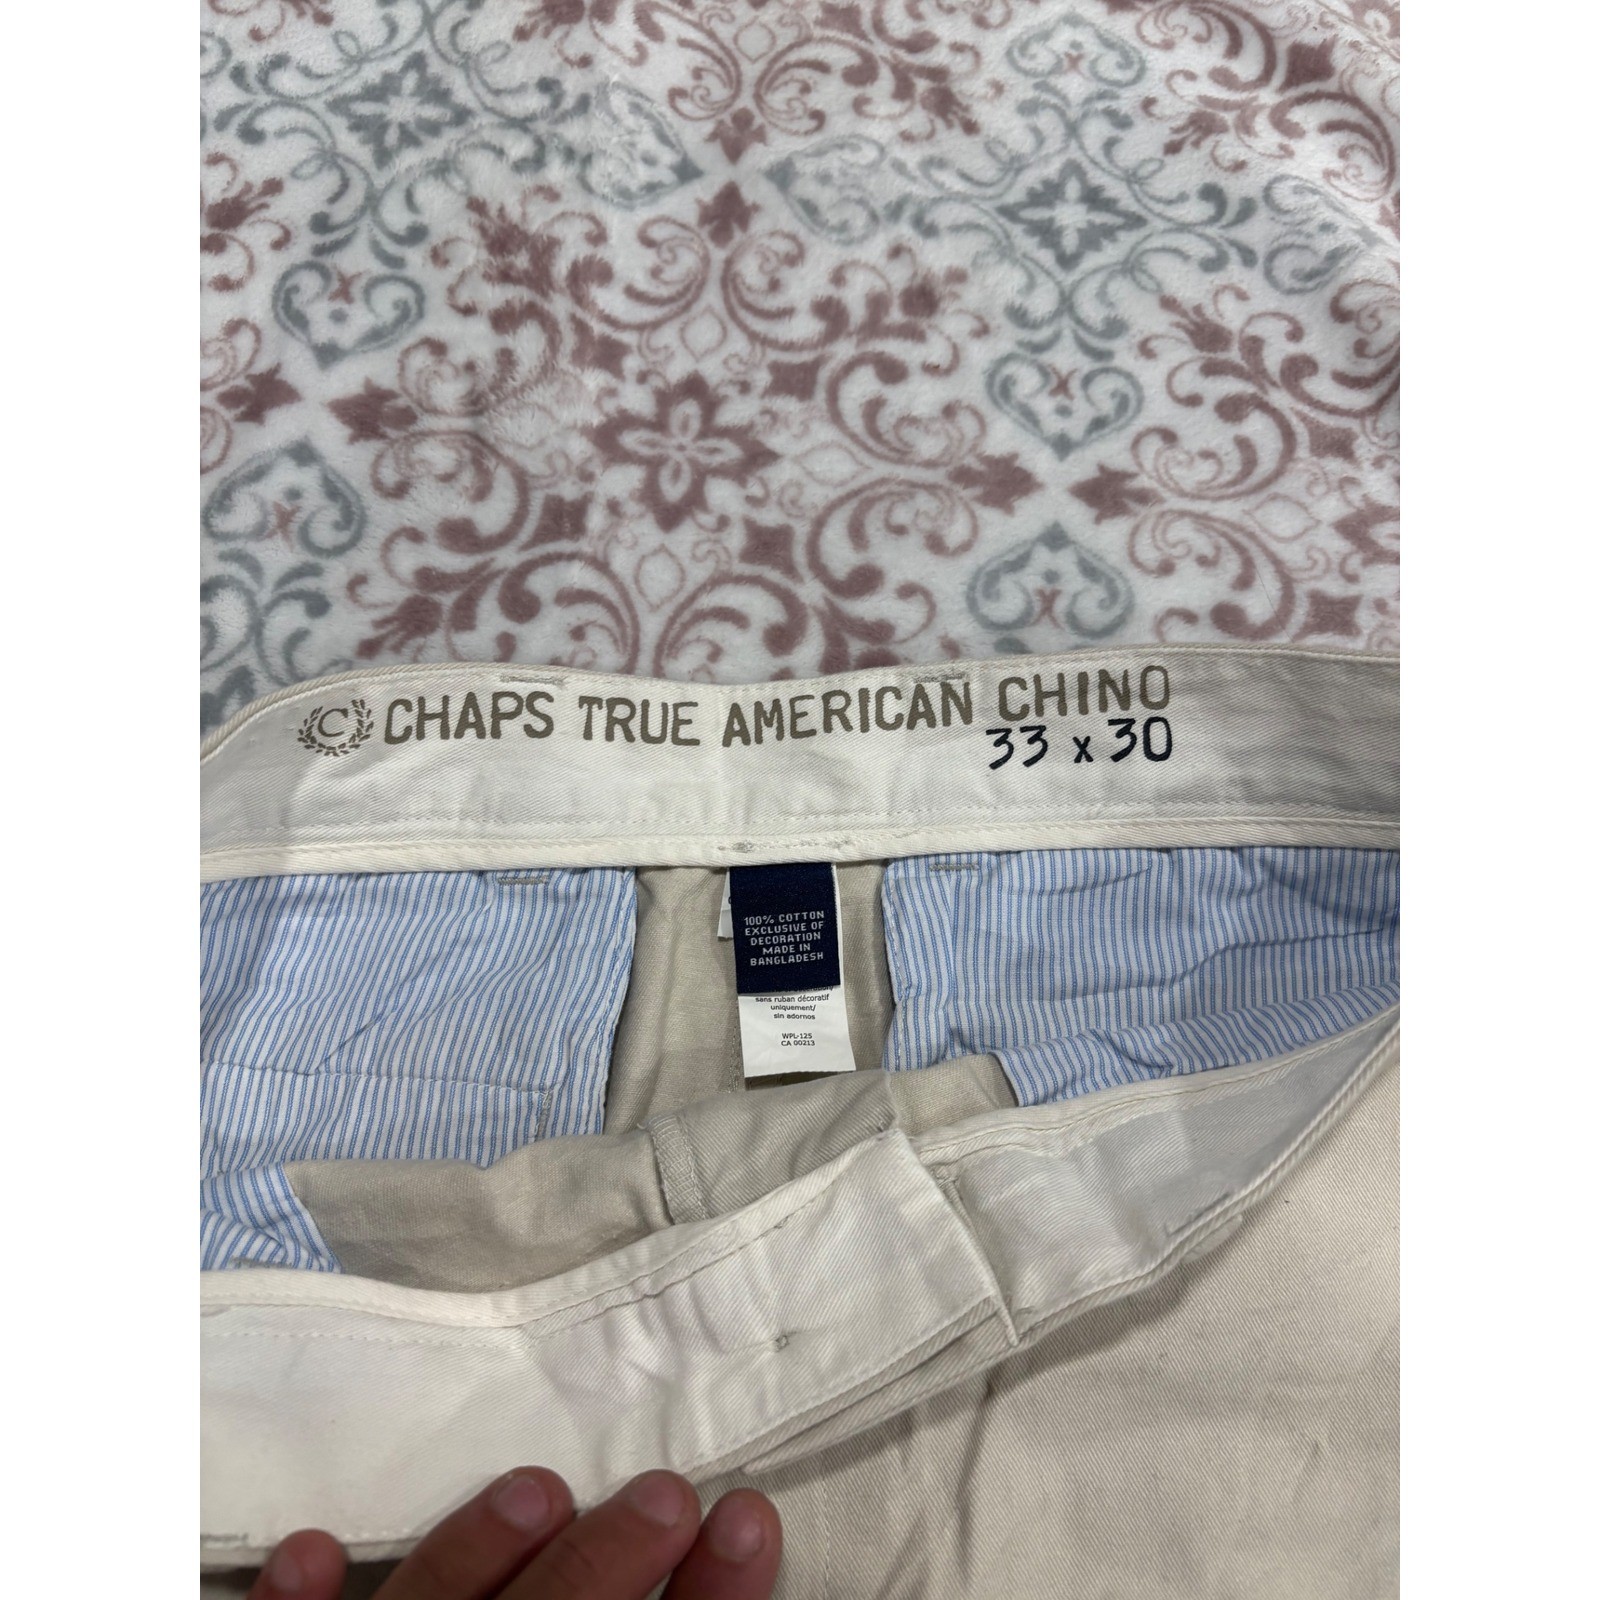 C CHAPS TRUE AMERICAN CHINO
33 x 30
100% COTTON
EXCLUSIVE OF
DECORATION
MADE IN
BANGLADESH
sans ruban décoratif
uniquement/
sin adornos
WPL-125
CA 00213